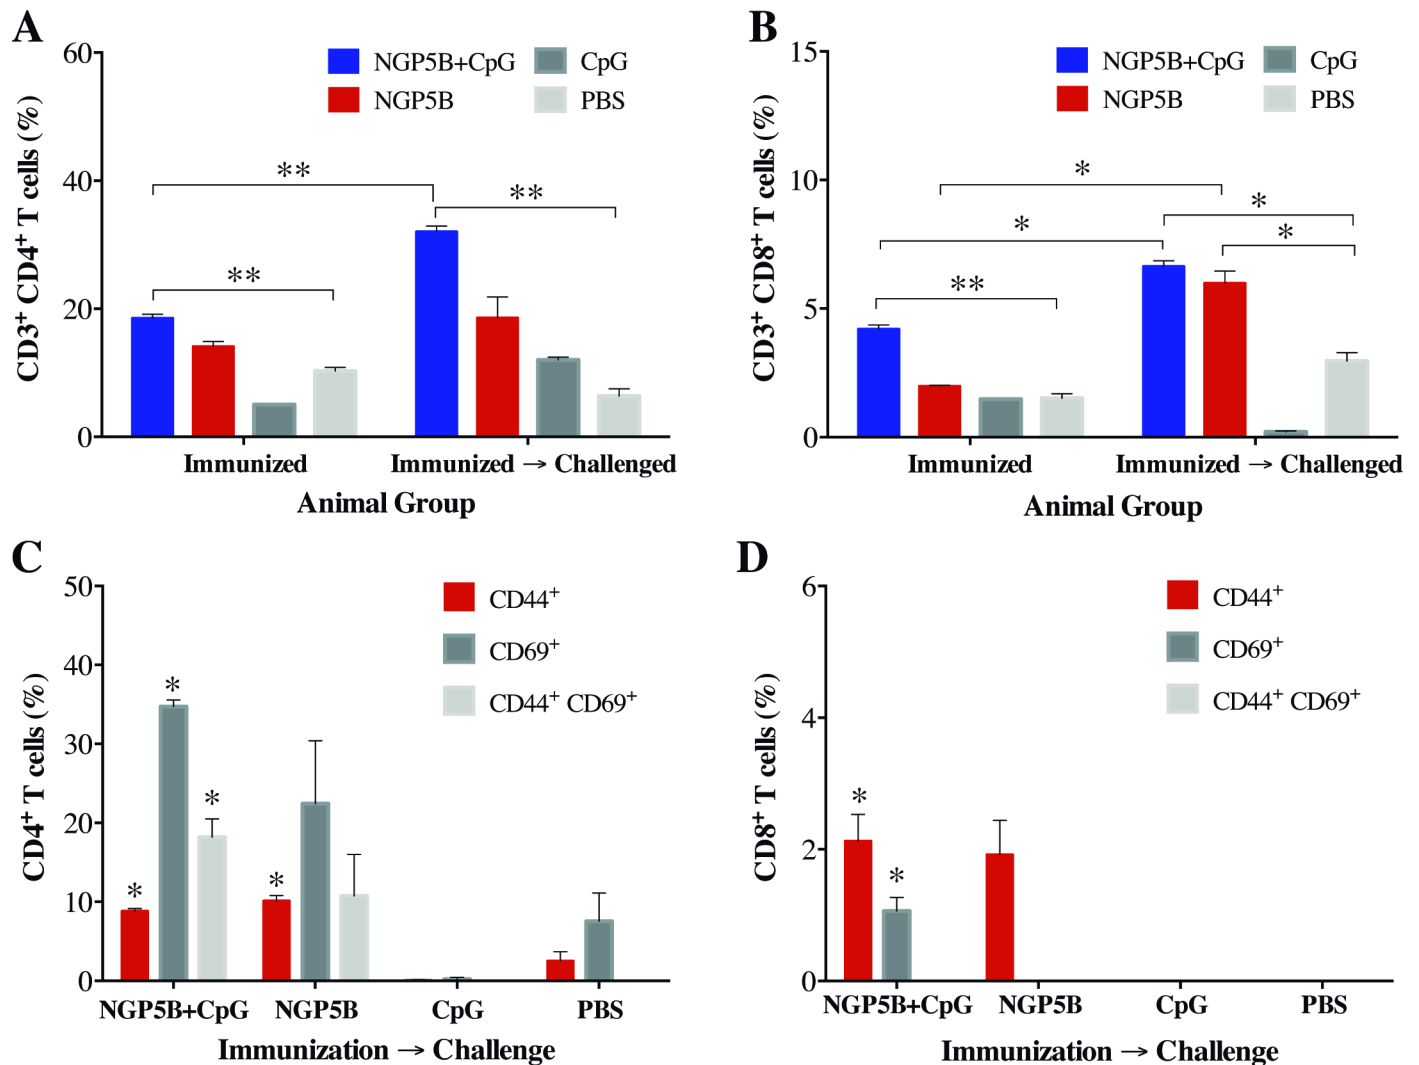 A
CD3+ CD4+ T cells (%)
60
40
20
0
NGP5B+CpG
CpG
NGP5B
PBS
**
**
**
Immunized
Immunized → Challenged
Animal Group
B
CD3+ CD8+ T cells (%)
15
10
5
0
NGP5B+CpG
CpG
NGP5B
PBS
*
*
*
*
**
Immunized
Immunized → Challenged
Animal Group
C
CD4+ T cells (%)
50
40
30
20
10
0
CD44+
CD69+
CD44+ CD69+
*
*
*
*
NGP5B+CpG
NGP5B
CpG
PBS
Immunization → Challenge
D
CD8+ T cells (%)
6
4
2
0
CD44+
CD69+
CD44+ CD69+
*
*
NGP5B+CpG
NGP5B
CpG
PBS
Immunization → Challenge